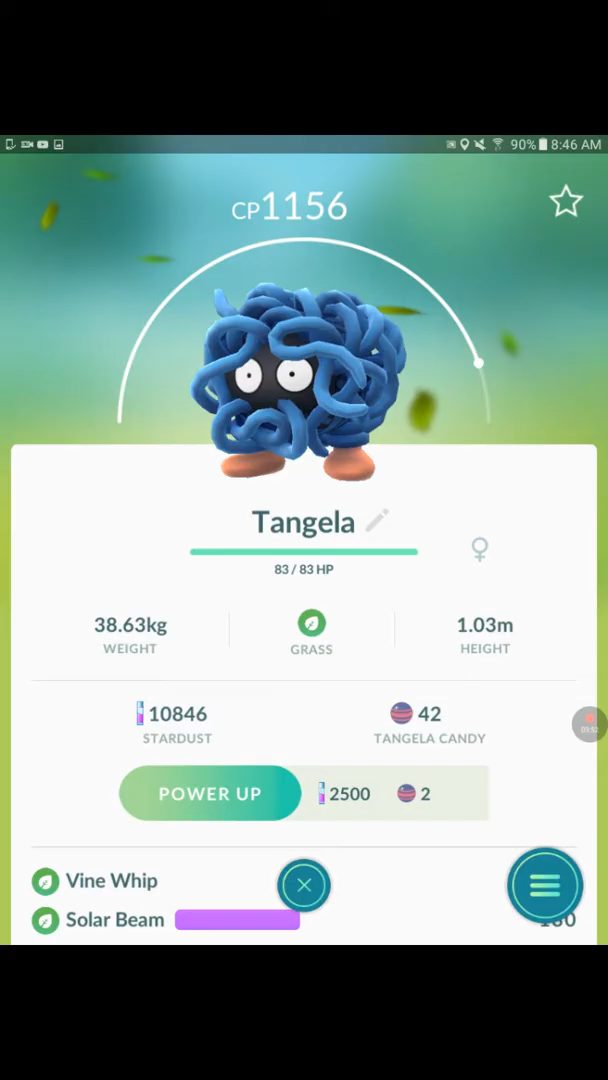 90% 8:46 AM
CP1156
Tangela
83 / 83 HP
38.63kg
WEIGHT
GRASS
1.03m
HEIGHT
10846
STARDUST
42
TANGELA CANDY
POWER UP
2500
2
Vine Whip
Solar Beam